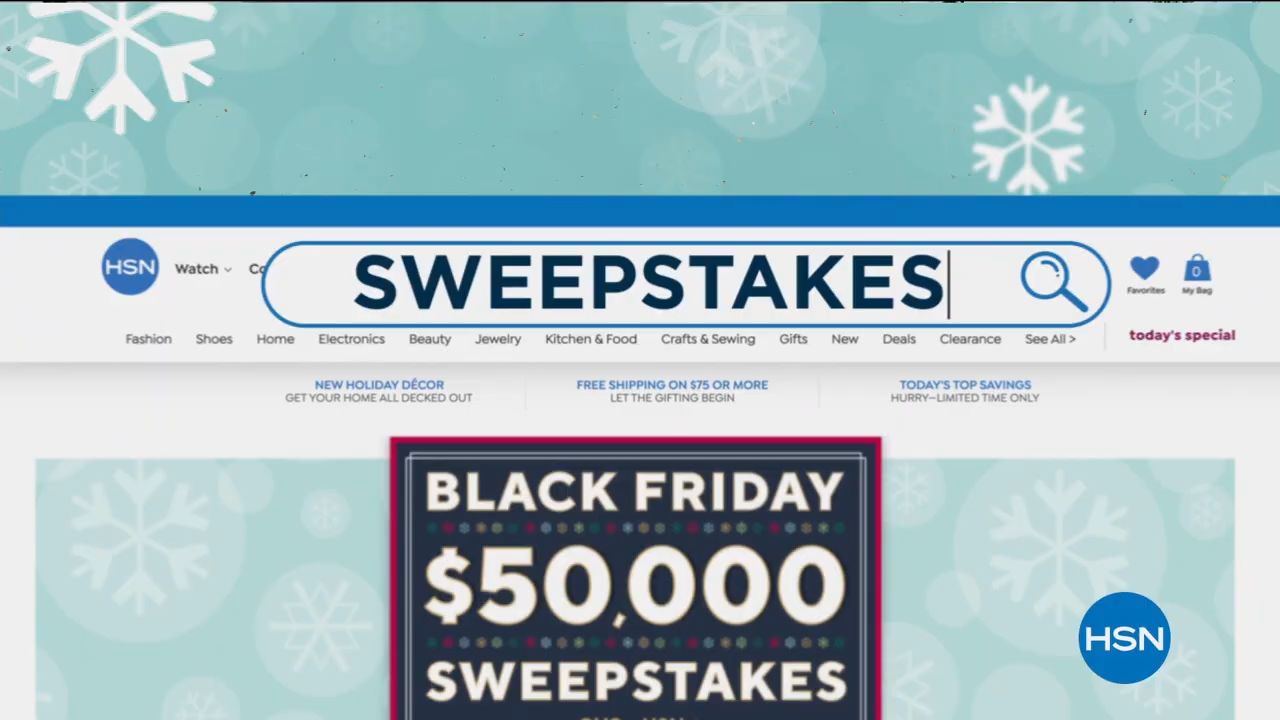 SWEEPSTAKES
HSN
Watch
0
Favorites
My Bag
Fashion Shoes Home Electronics Beauty Jewelry Kitchen & Food Crafts & Sewing Gifts New Deals Clearance See All > today's special
NEW HOLIDAY DÉCOR
GET YOUR HOME ALL DECKED OUT
FREE SHIPPING ON $75 OR MORE
LET THE GIFTING BEGIN
TODAY'S TOP SAVINGS
HURRY—LIMITED TIME ONLY
BLACK FRIDAY
$50,000
SWEEPSTAKES
HSN